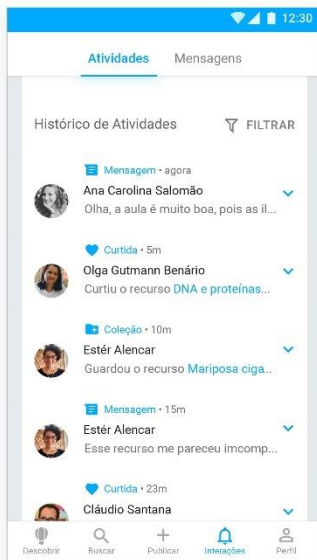 12:30
Atividades Mensagens
Histórico de Atividades FILTRAR
Mensagem • agora
Ana Carolina Salomão
Olha, a aula é muito boa, pois as il...
Curtida • 5m
Olga Gutmann Benário
Curtiu o recurso DNA e proteínas...
Coleção • 10m
Estér Alencar
Guardou o recurso Mariposa ciga...
Mensagem • 15m
Estér Alencar
Esse recurso me pareceu imcomp...
Curtida • 23m
Cláudio Santana
Descobrir Buscar Publicar Interações Perfil